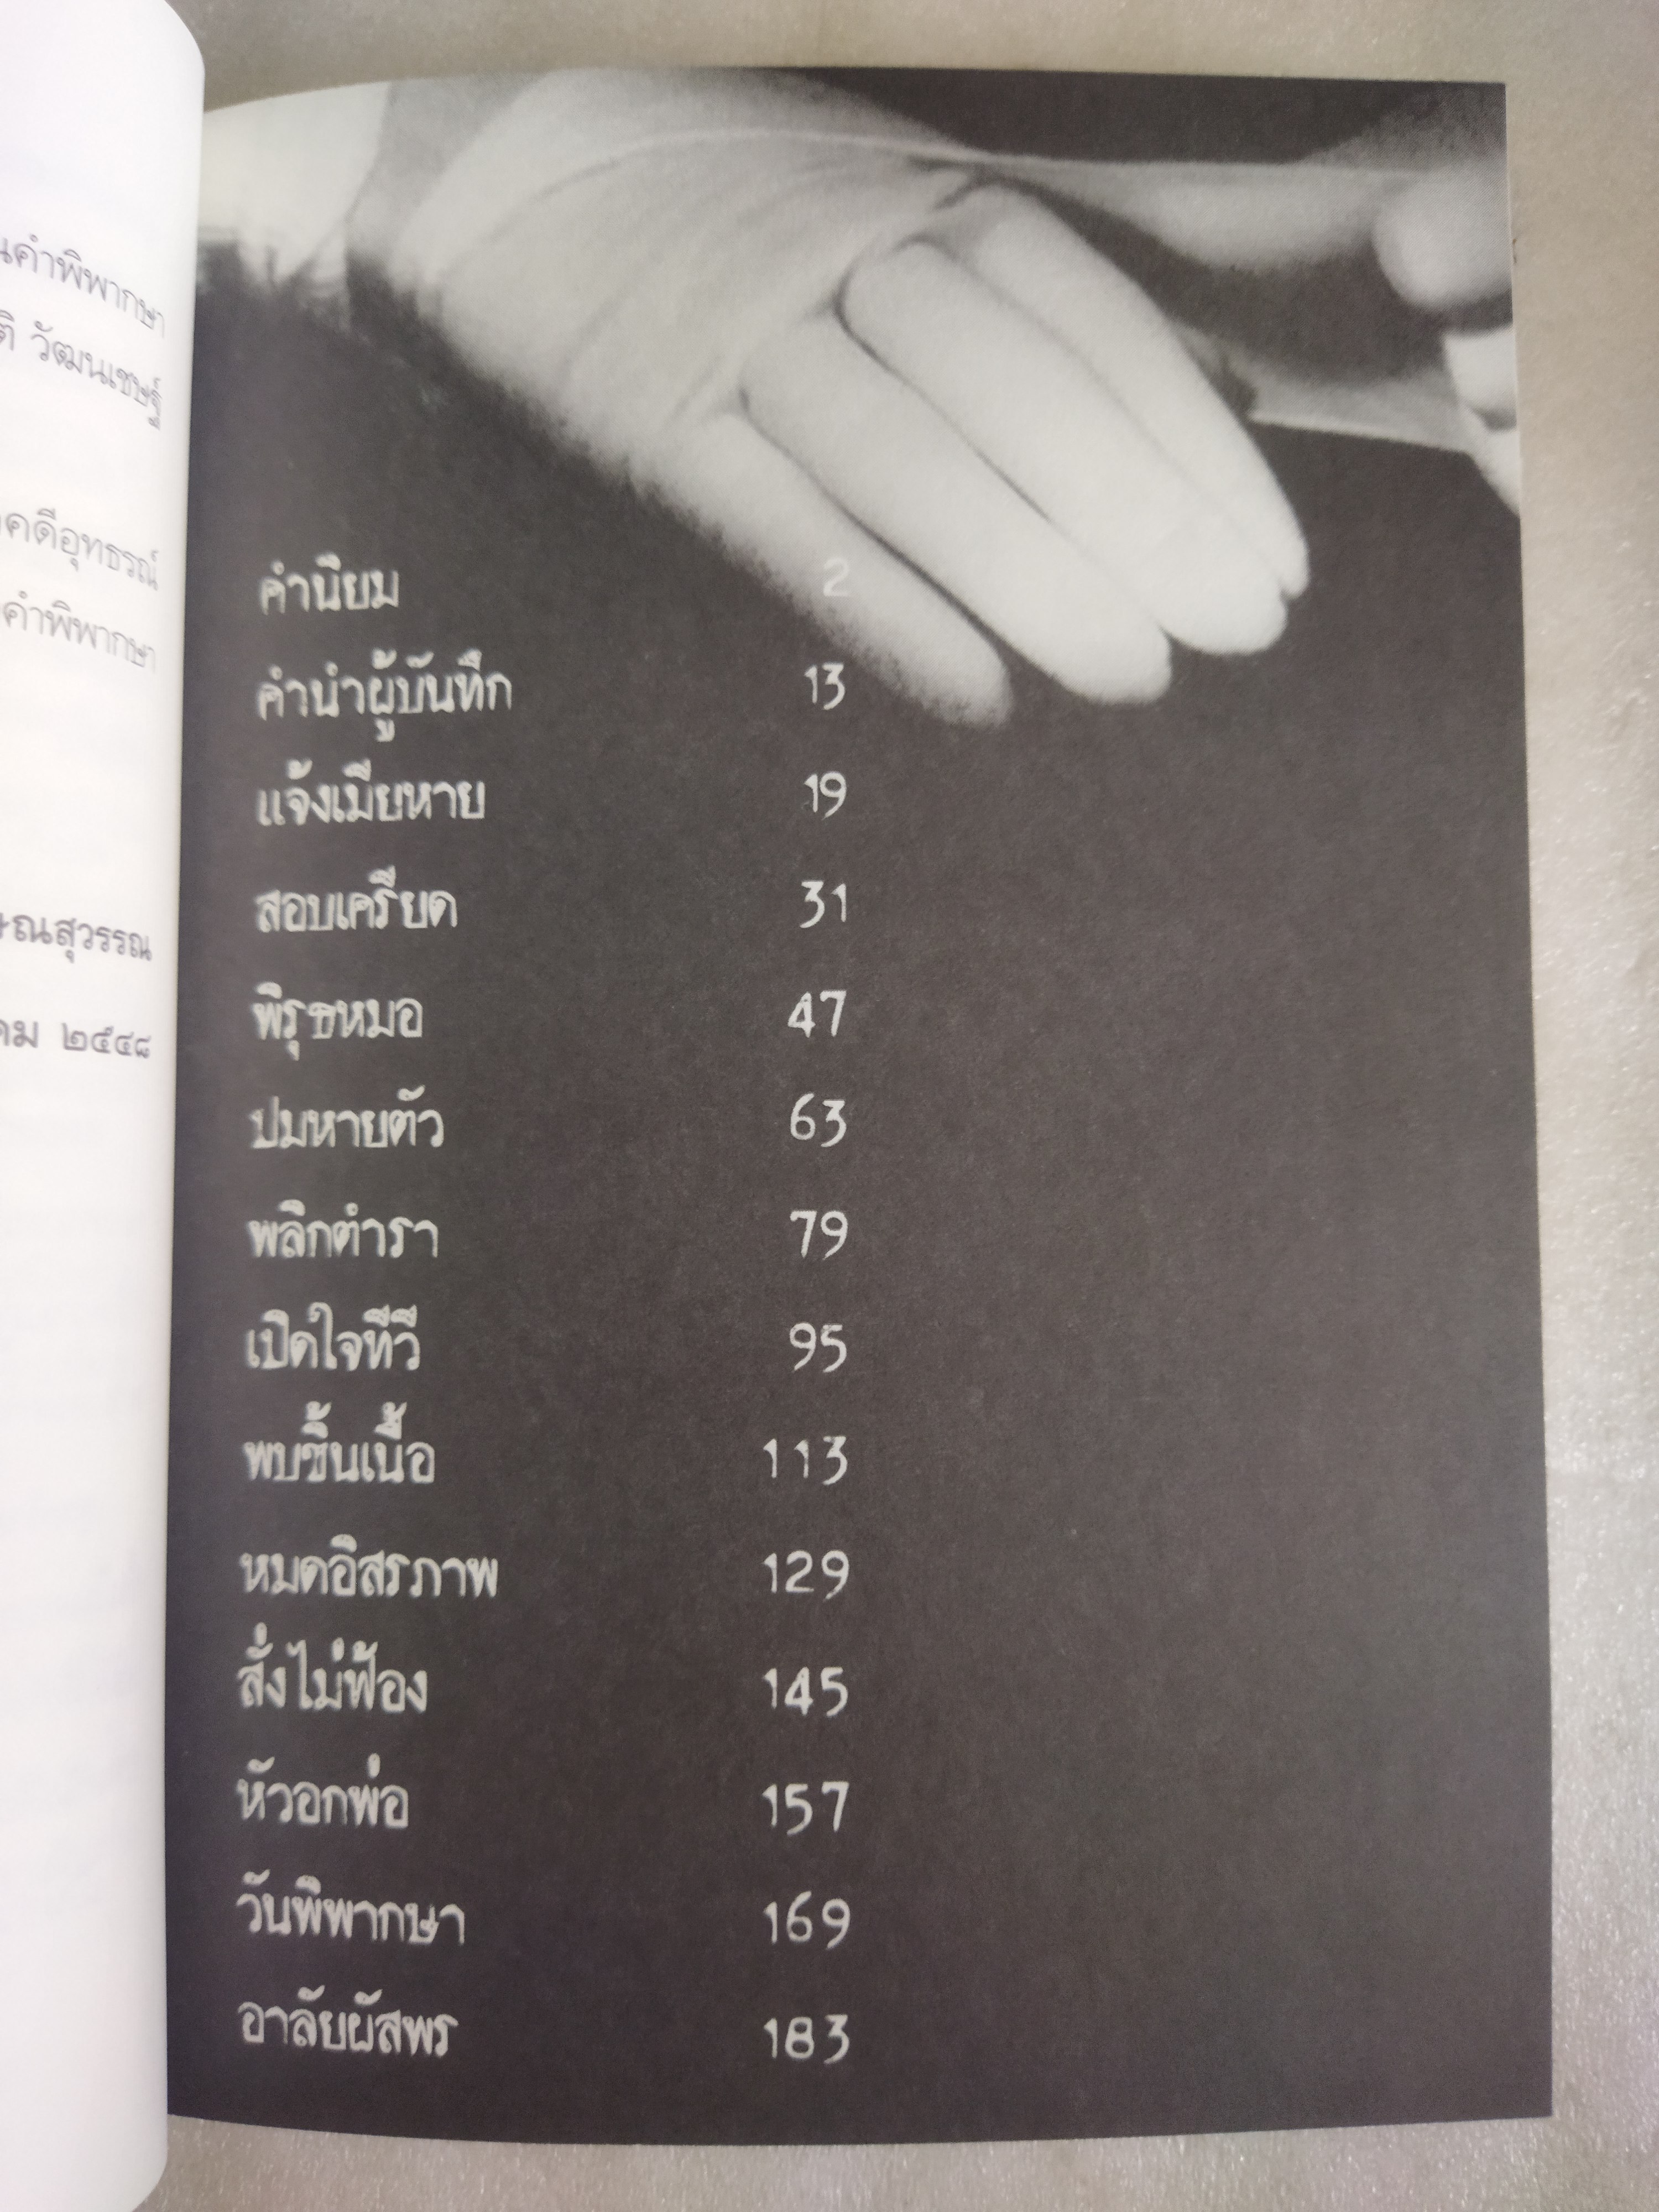 คำพิพากษา
วัฒนเชษฐ์
คดีอุทธรณ์
คำพิพากษา
ษณสุวรรณ
คม ๒๕๔๘
คำนิยม 2
คำนำผู้บันทึก 13
แจ้งเมียหาย 19
สอบเครียด 31
พิรุธหมอ 47
ปมหายตัว 63
พลิกตำรา 79
เปิดใจทีวี 95
พบชิ้นเนื้อ 113
หมดอิสรภาพ 129
สั่งไม่ฟ้อง 145
หัวอกพ่อ 157
วันพิพากษา 169
อาลัยผัสพร 183